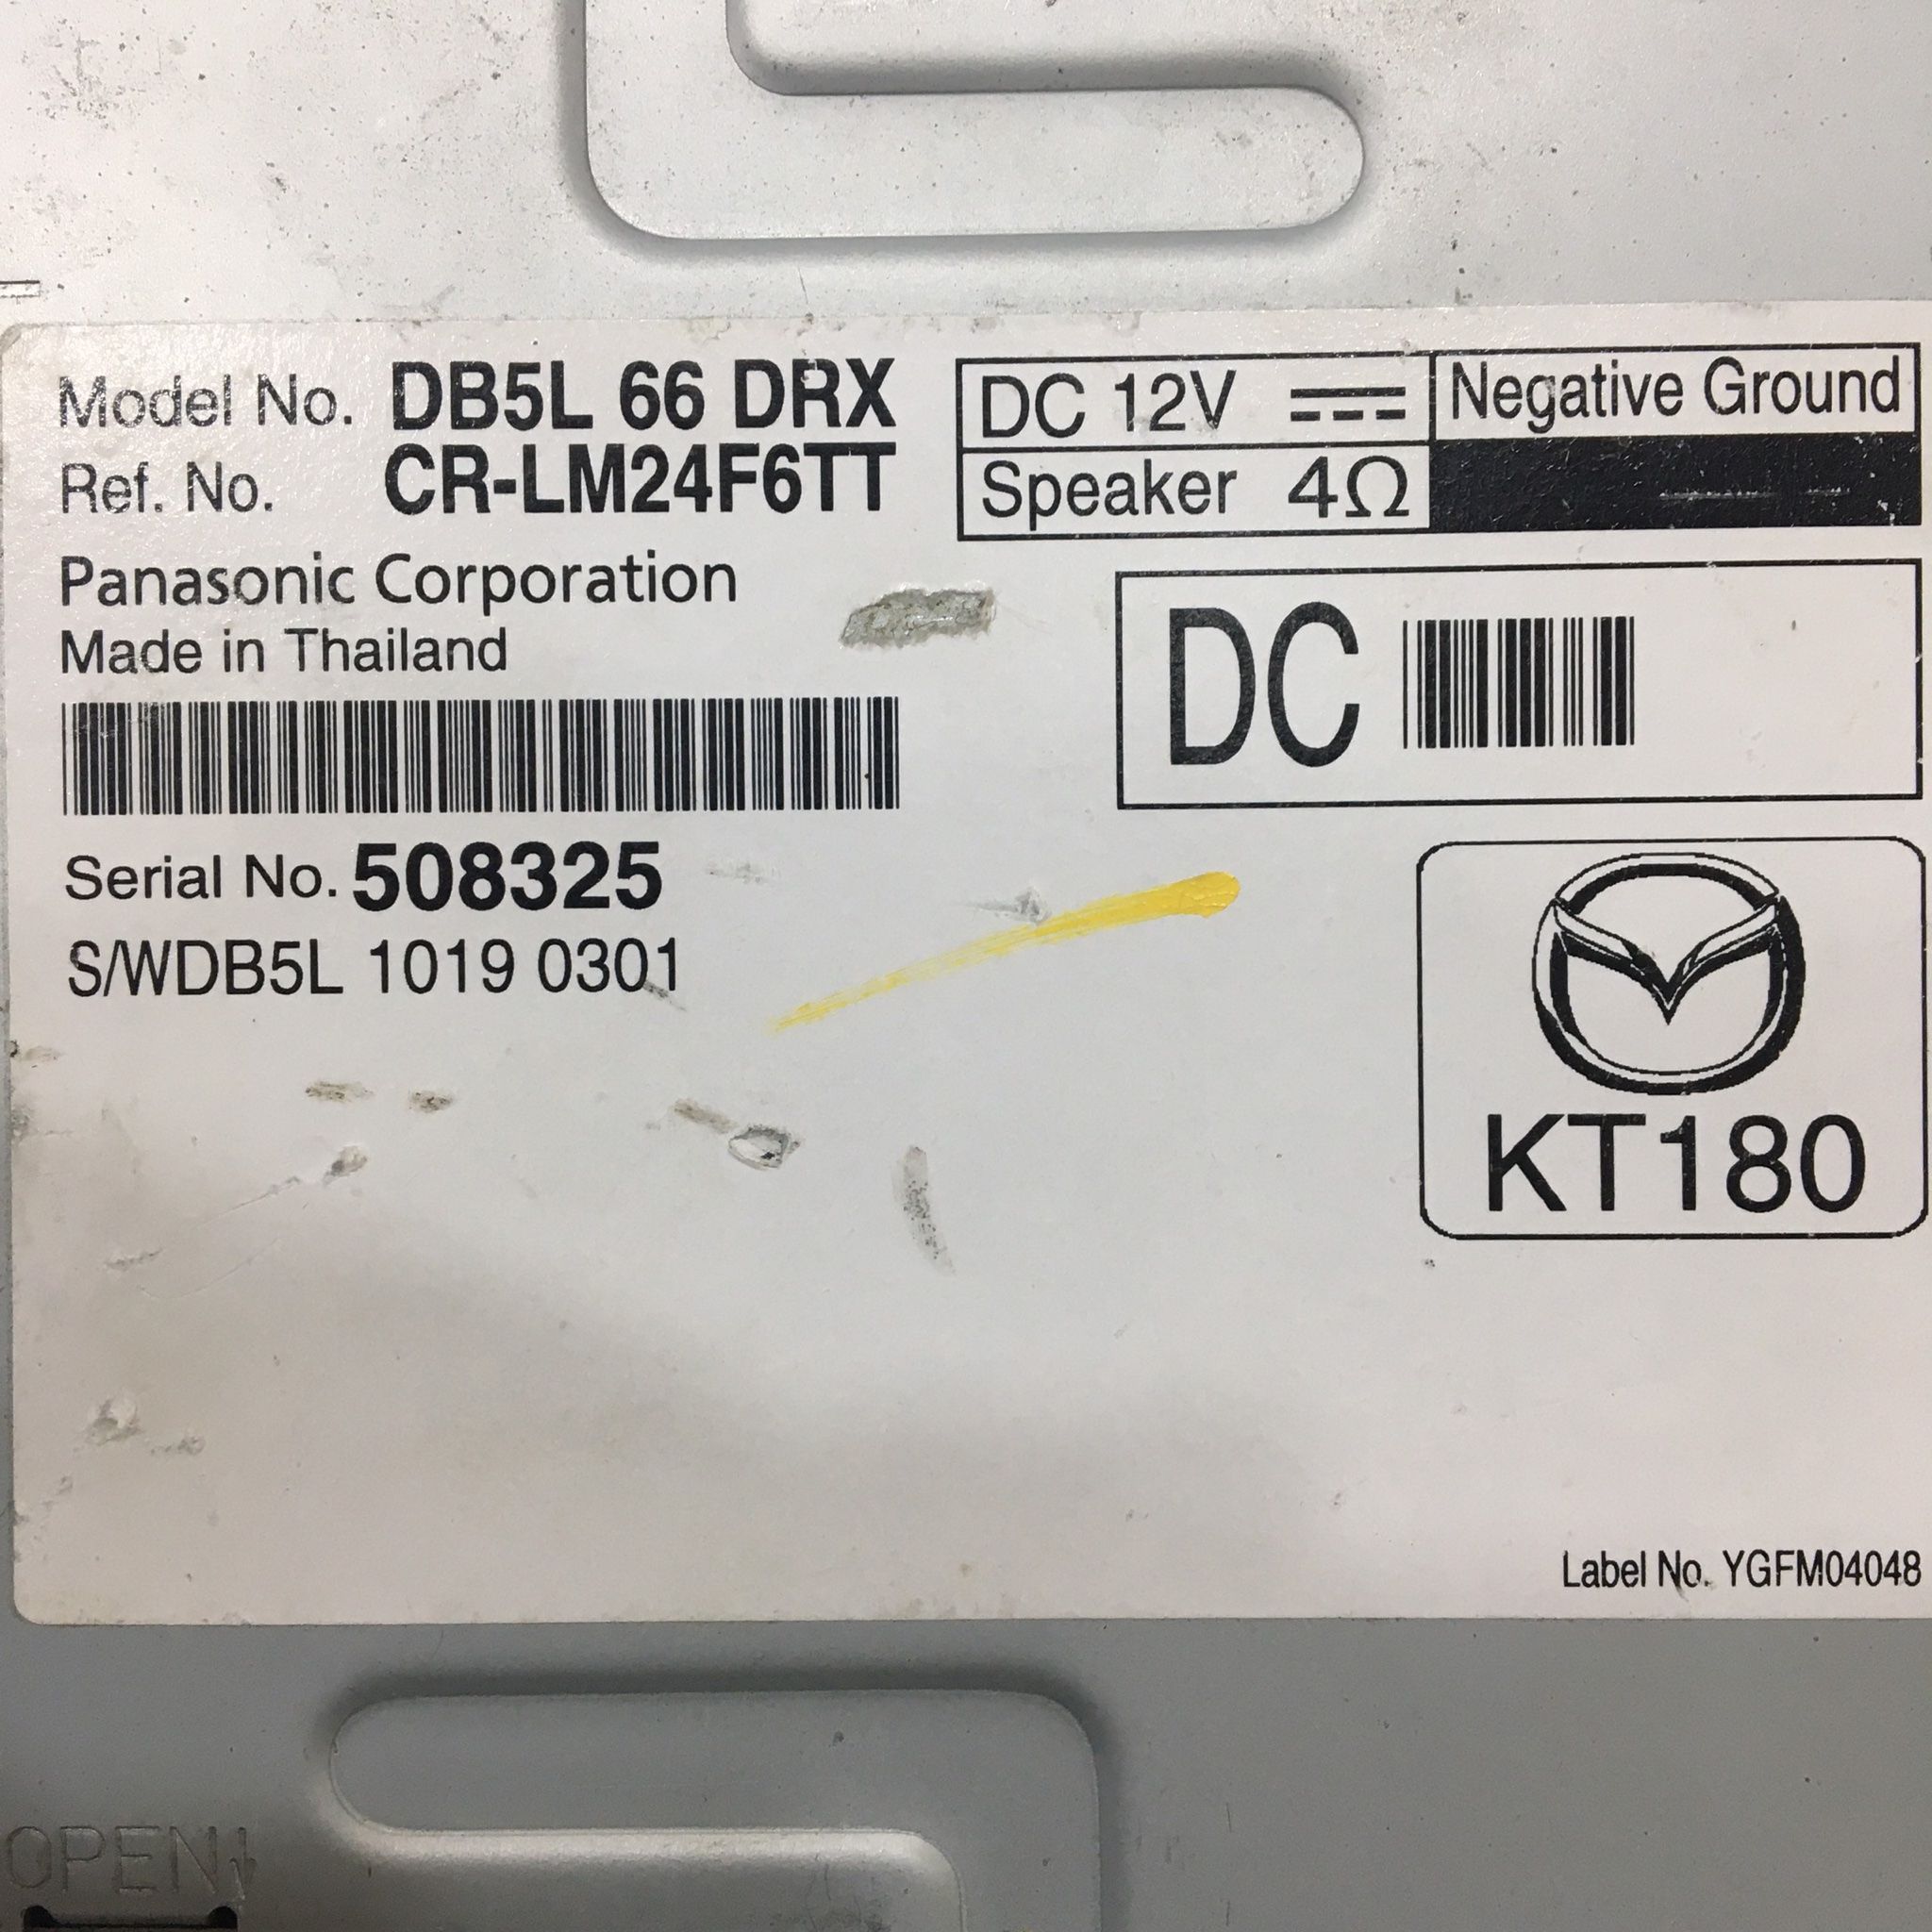 Model No. DB5L 66 DRX
Ref. No. CR-LM24F6TT
Panasonic Corporation
Made in Thailand
Serial No. 508325
S/WDB5L 1019 0301
DC 12V
Negative Ground
Speaker 4Ω
DC
KT180
Label No. YGFM04048
OPEN